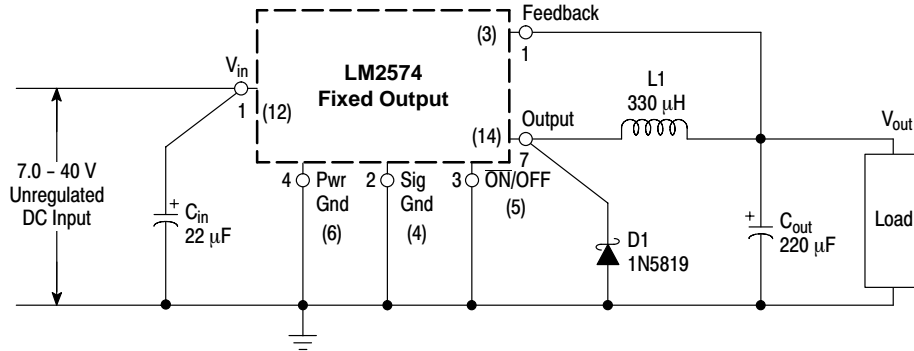 Feedback
(3)
1
LM2574
Fixed Output
V_in
1
(12)
L1
330 µH
Output
(14)
7
V_out
7.0 – 40 V
Unregulated
DC Input
4 Pwr
Gnd
(6)
2 Sig
Gnd
(4)
3 O̅N̅/OFF
(5)
+
C_in
22 µF
D1
1N5819
+
C_out
220 µF
Load